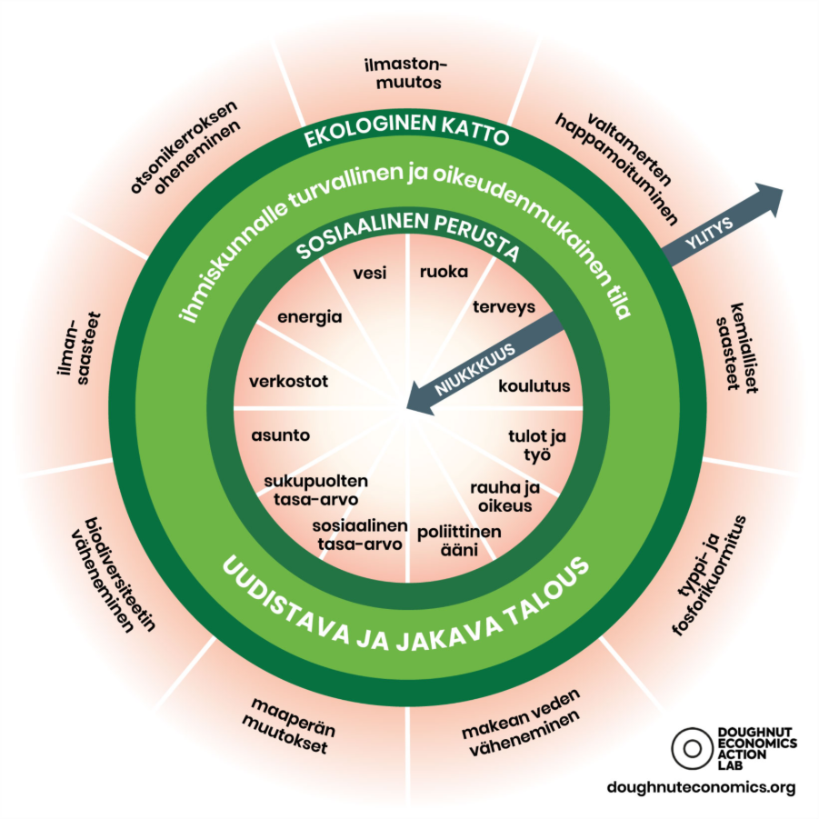 ilmaston-
muutos
otsonikerroksen
oheneminen
valtamerten
happamoituminen
EKOLOGINEN KATTO
ihmiskunnalle turvallinen ja oikeudenmukainen tila
SOSIAALINEN PERUSTA
YLITYS
vesi
ruoka
energia
terveys
NIUKKKUUS
verkostot
koulutus
asunto
tulot ja
työ
sukupuolten
tasa-arvo
rauha ja
oikeus
sosiaalinen
tasa-arvo
poliittinen
ääni
ilman-
saasteet
kemialliset
saasteet
biodiversiteetin
väheneminen
typpi- ja
fosforikuormitus
UUDISTAVA JA JAKAVA TALOUS
maaperän
muutokset
makean veden
väheneminen
DOUGHNUT
ECONOMICS
ACTION
LAB
doughnuteconomics.org